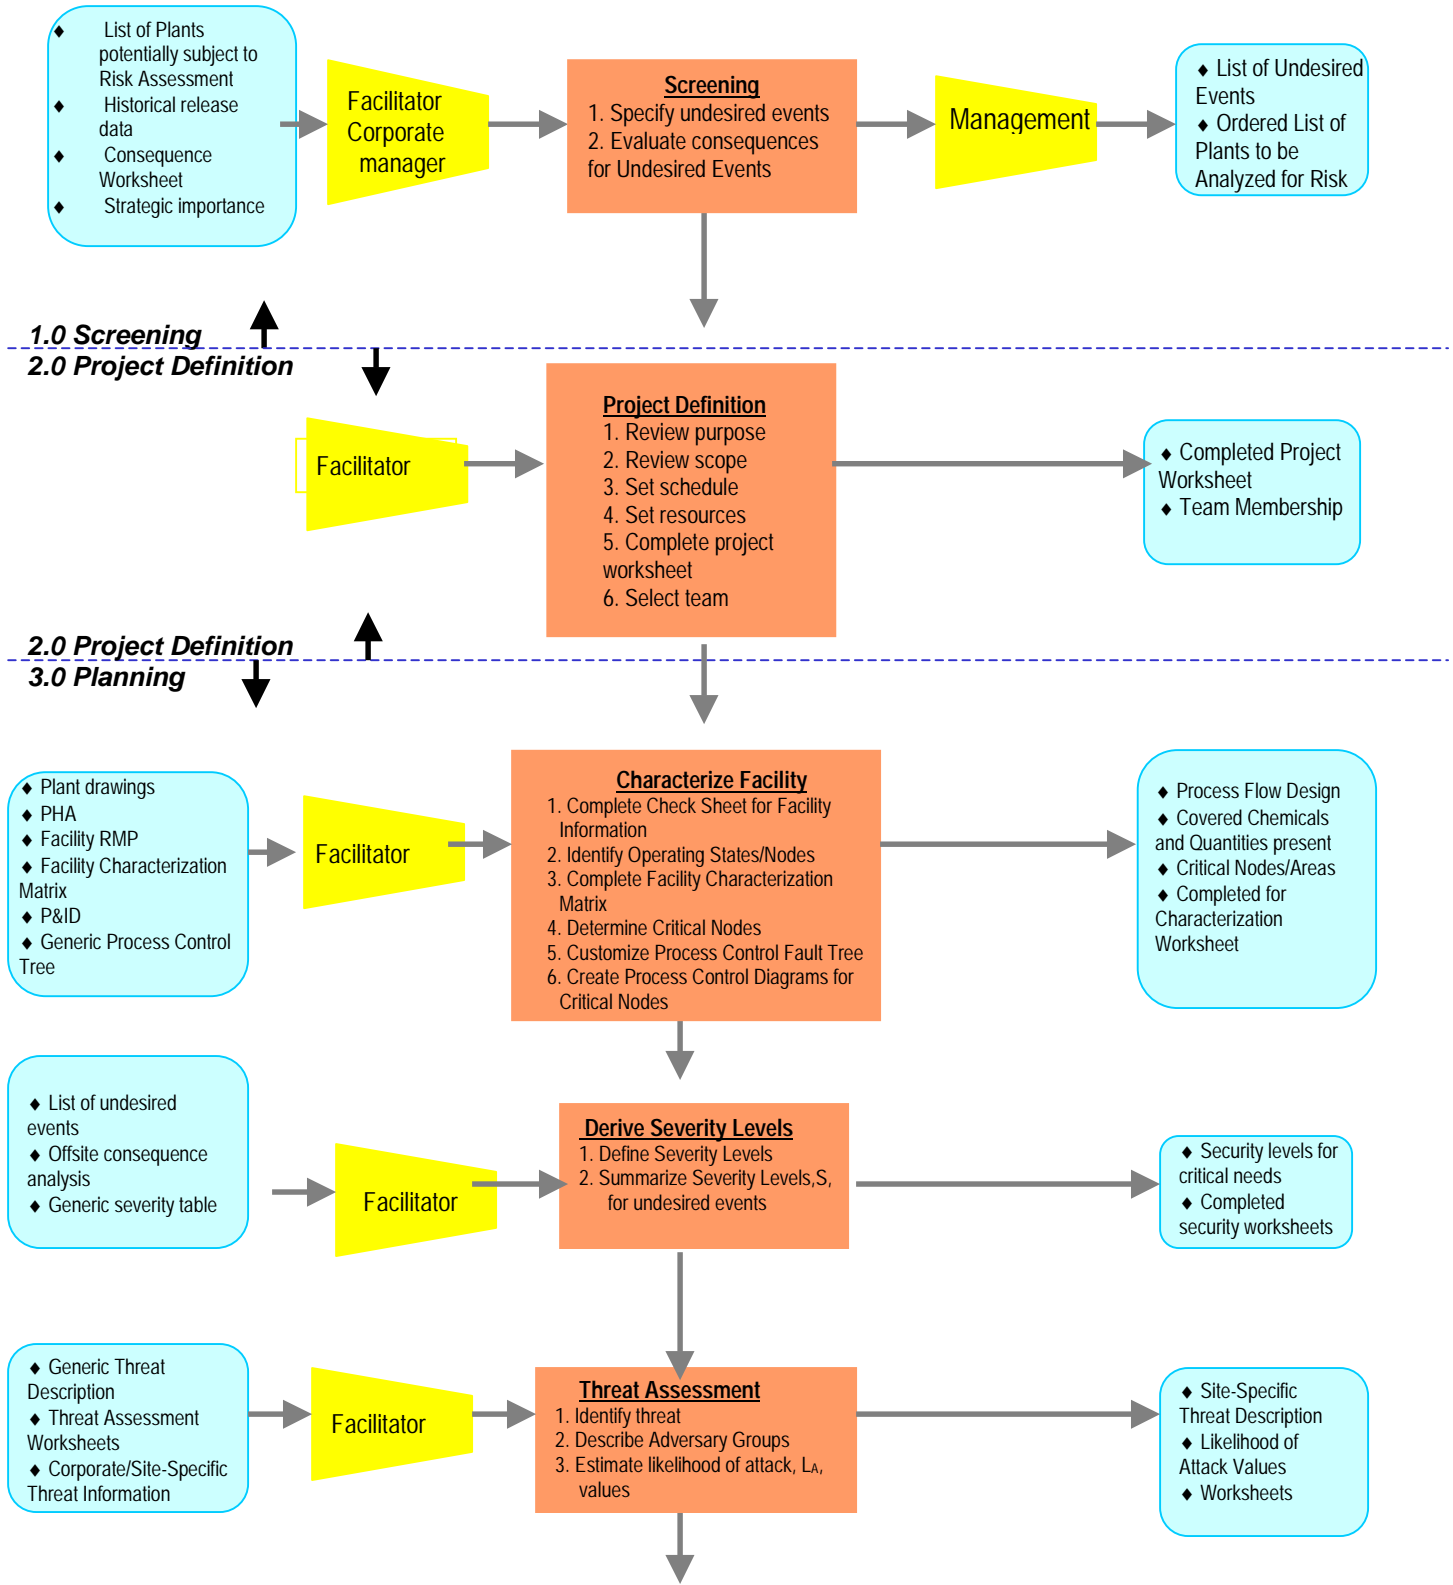 ♦ List of Plants
potentially subject to
Risk Assessment
♦ Historical release
data
♦ Consequence
Worksheet
♦ Strategic importance
Facilitator
Corporate
manager
Screening
1. Specify undesired events
2. Evaluate consequences
for Undesired Events
Management
♦ List of Undesired
Events
♦ Ordered List of
Plants to be
Analyzed for Risk
1.0 Screening
2.0 Project Definition
Facilitator
Project Definition
1. Review purpose
2. Review scope
3. Set schedule
4. Set resources
5. Complete project
worksheet
6. Select team
♦ Completed Project
Worksheet
♦ Team Membership
2.0 Project Definition
3.0 Planning
♦ Plant drawings
♦ PHA
♦ Facility RMP
♦ Facility Characterization
Matrix
♦ P&ID
♦ Generic Process Control
Tree
Facilitator
Characterize Facility
1. Complete Check Sheet for Facility
Information
2. Identify Operating States/Nodes
3. Complete Facility Characterization
Matrix
4. Determine Critical Nodes
5. Customize Process Control Fault Tree
6. Create Process Control Diagrams for
Critical Nodes
♦ Process Flow Design
♦ Covered Chemicals
and Quantities present
♦ Critical Nodes/Areas
♦ Completed for
Characterization
Worksheet
♦ List of undesired
events
♦ Offsite consequence
analysis
♦ Generic severity table
Facilitator
Derive Severity Levels
1. Define Severity Levels
2. Summarize Severity Levels,S,
for undesired events
♦ Security levels for
critical needs
♦ Completed
security worksheets
♦ Generic Threat
Description
♦ Threat Assessment
Worksheets
♦ Corporate/Site-Specific
Threat Information
Facilitator
Threat Assessment
1. Identify threat
2. Describe Adversary Groups
3. Estimate likelihood of attack, LA,
values
♦ Site-Specific
Threat Description
♦ Likelihood of
Attack Values
♦ Worksheets